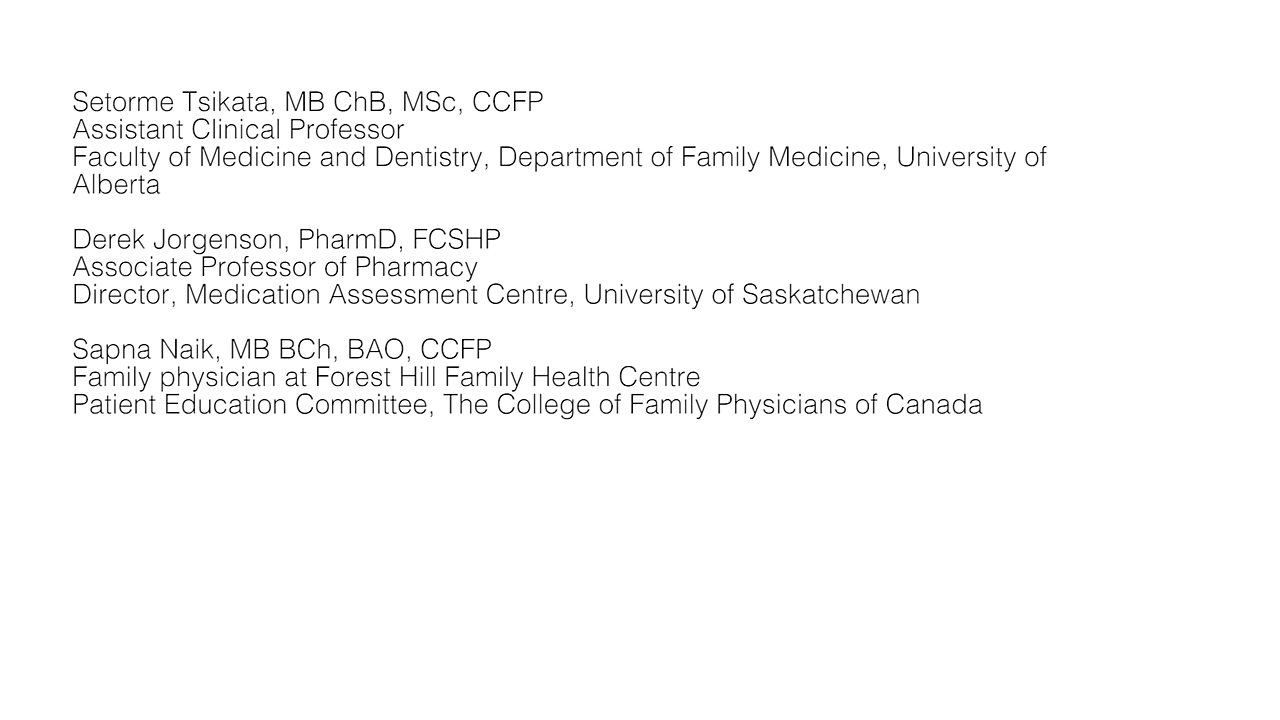 Setorme Tsikata, MB ChB, MSc, CCFP
Assistant Clinical Professor
Faculty of Medicine and Dentistry, Department of Family Medicine, University of
Alberta
Derek Jorgenson, PharmD, FCSHP
Associate Professor of Pharmacy
Director, Medication Assessment Centre, University of Saskatchewan
Sapna Naik, MB BCh, BAO, CCFP
Family physician at Forest Hill Family Health Centre
Patient Education Committee, The College of Family Physicians of Canada